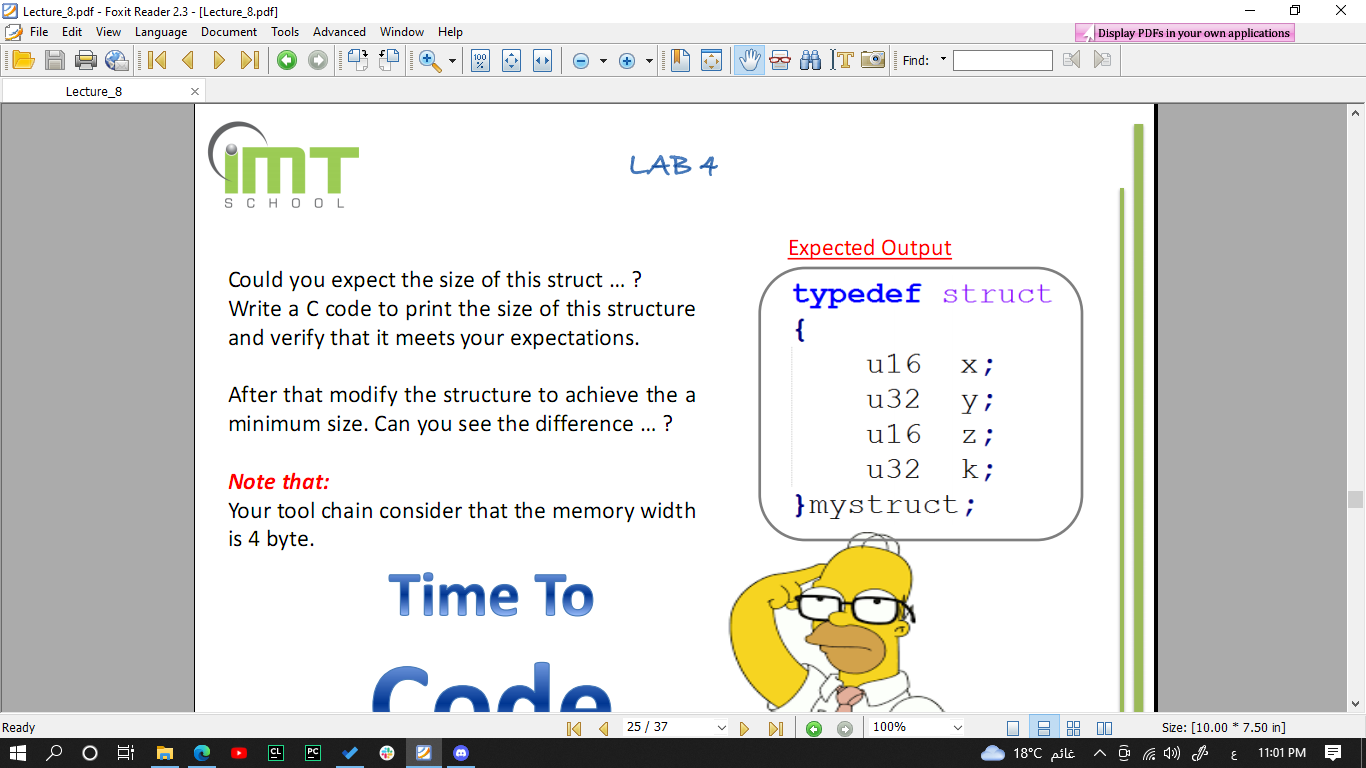 Lecture_8.pdf - Foxit Reader 2.3 - [Lecture_8.pdf]
File Edit View Language Document Tools Advanced Window Help
Display PDFs in your own applications
100 %
Find:
Lecture_8
iMT
SCHOOL
LAB 4
Could you expect the size of this struct ... ?
Write a C code to print the size of this structure
and verify that it meets your expectations.
After that modify the structure to achieve the a
minimum size. Can you see the difference ... ?
Note that:
Your tool chain consider that the memory width
is 4 byte.
Expected Output
typedef struct
{
u16 x;
u32 y;
u16 z;
u32 k;
}mystruct;
Time To
Code
Ready
25 / 37
100%
Size: [10.00 * 7.50 in]
CL
PC
18°C غائم
ع
11:01 PM